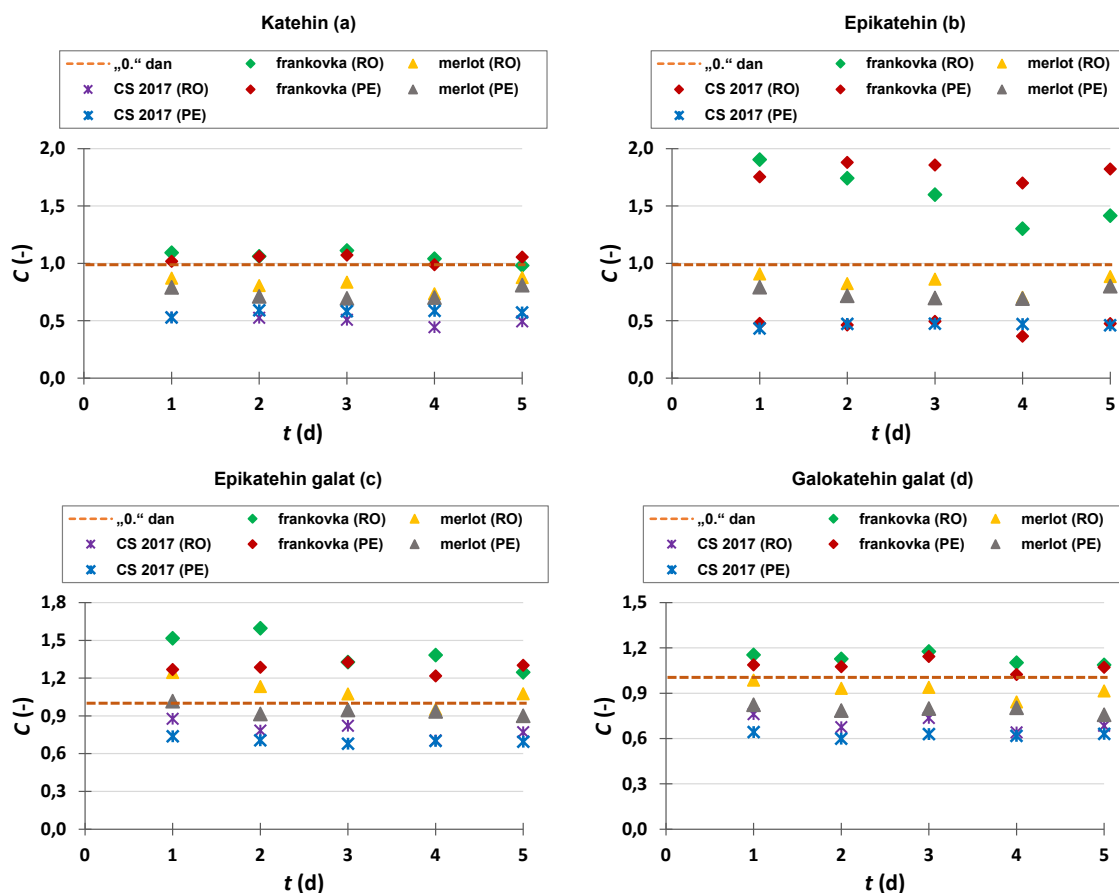 Katehin (a)
„0.“ dan frankovka (RO) merlot (RO)
CS 2017 (RO) frankovka (PE) merlot (PE)
CS 2017 (PE)
2,0
1,5
1,0
0,5
0,0
C (-)
0 1 2 3 4 5
t (d)
Epikatehin (b)
„0.“ dan frankovka (RO) merlot (RO)
CS 2017 (RO) frankovka (PE) merlot (PE)
CS 2017 (PE)
2,0
1,5
1,0
0,5
0,0
C (-)
0 1 2 3 4 5
t (d)
Epikatehin galat (c)
„0.“ dan frankovka (RO) merlot (RO)
CS 2017 (RO) frankovka (PE) merlot (PE)
CS 2017 (PE)
1,8
1,5
1,2
0,9
0,6
0,3
0,0
C (-)
0 1 2 3 4 5
t (d)
Galokatehin galat (d)
„0.“ dan frankovka (RO) merlot (RO)
CS 2017 (RO) frankovka (PE) merlot (PE)
CS 2017 (PE)
1,5
1,2
0,9
0,6
0,3
0,0
C (-)
0 1 2 3 4 5
t (d)